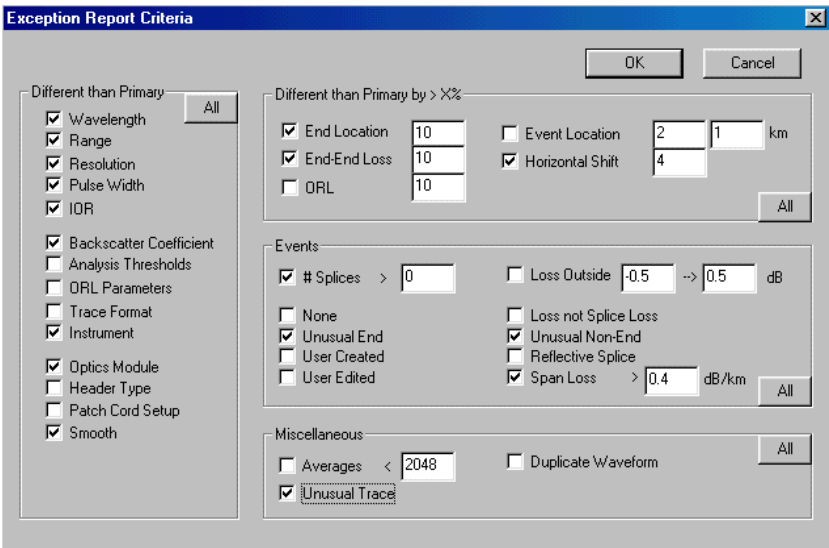 Exception Report Criteria
OK Cancel
Different than Primary
All
Wavelength
Range
Resolution
Pulse Width
IOR
Backscatter Coefficient
Analysis Thresholds
ORL Parameters
Trace Format
Instrument
Optics Module
Header Type
Patch Cord Setup
Smooth
Different than Primary by > X%
End Location 10 Event Location 2 1 km
End-End Loss 10 Horizontal Shift 4
ORL 10
All
Events
# Splices > 0 Loss Outside -0.5 --> 0.5 dB
None Loss not Splice Loss
Unusual End Unusual Non-End
User Created Reflective Splice
User Edited Span Loss > 0.4 dB/km
All
Miscellaneous
All
Averages < 2048 Duplicate Waveform
Unusual Trace